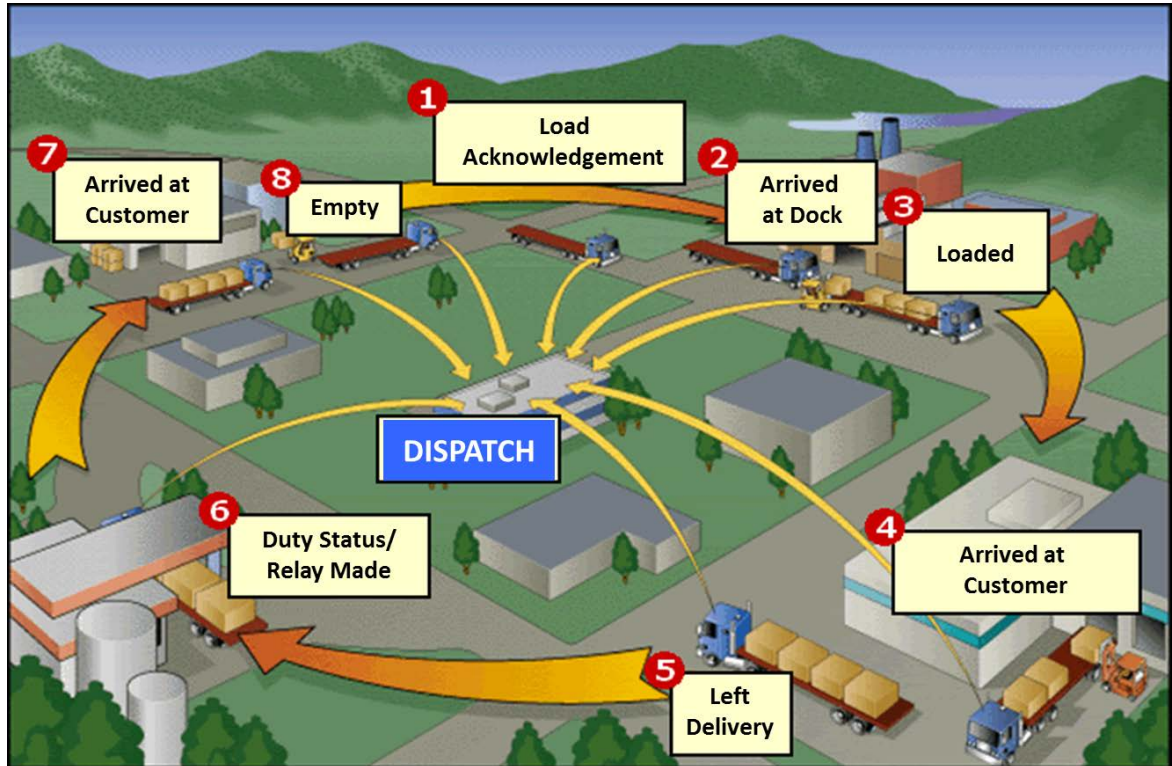 1
Load
Acknowledgement
2
Arrived
at Dock
3
Loaded
4
Arrived at
Customer
5
Left
Delivery
6
Duty Status/
Relay Made
7
Arrived at
Customer
8
Empty
DISPATCH